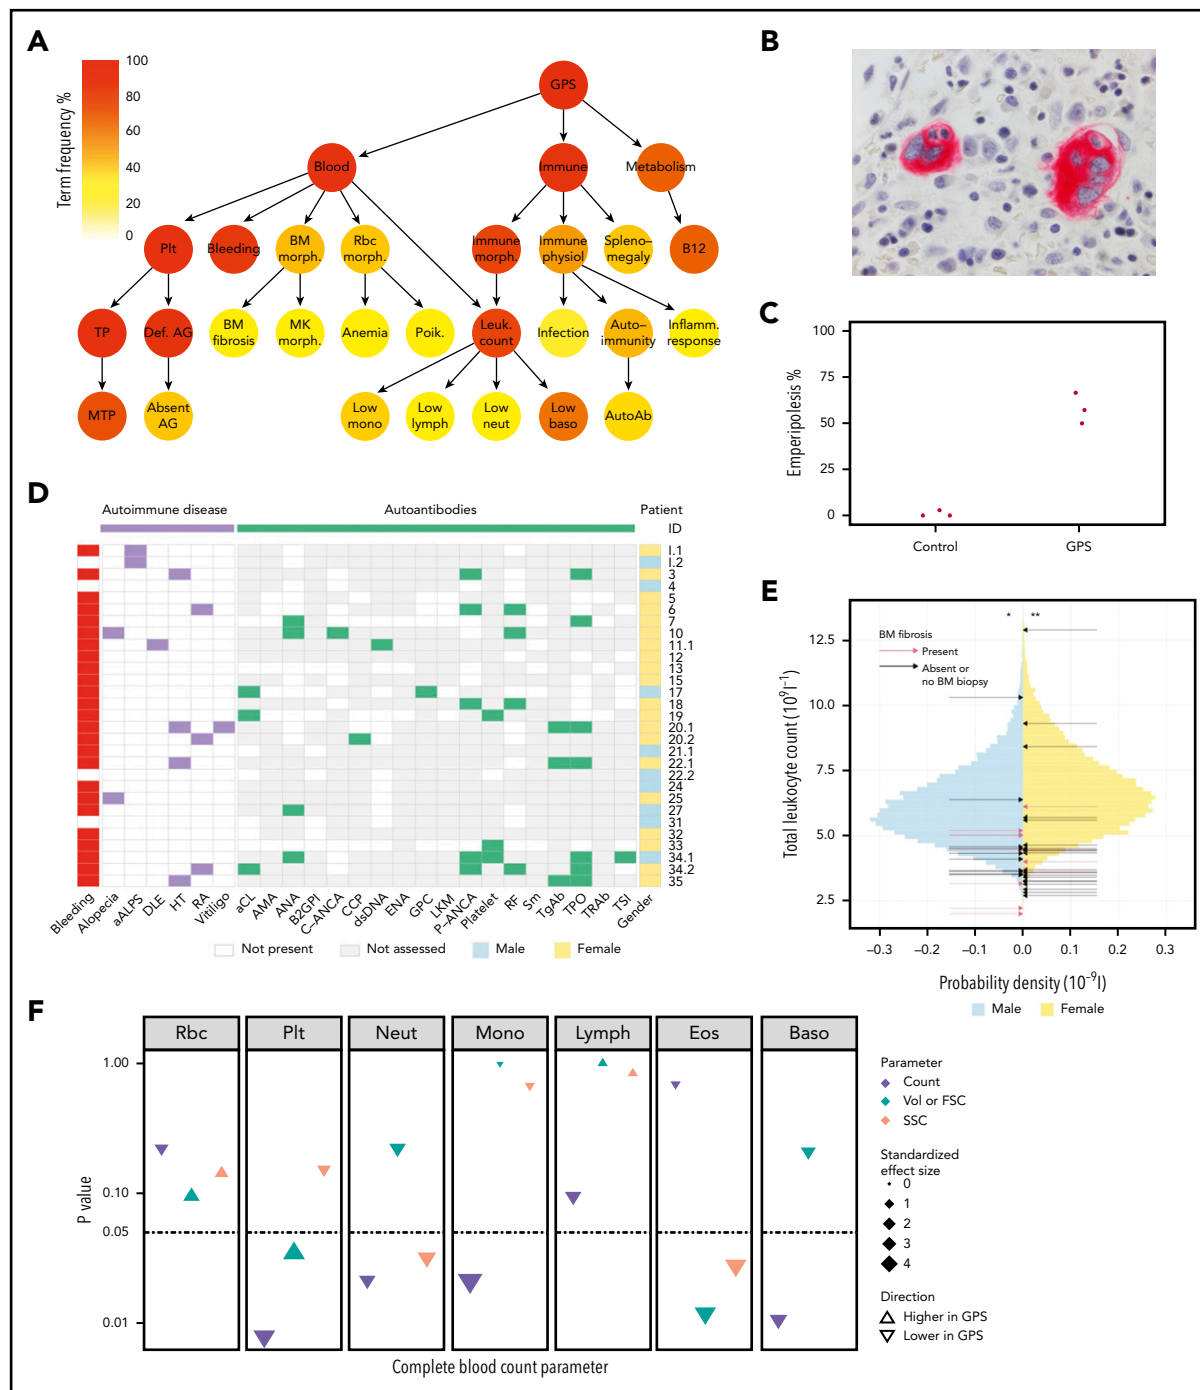 A
Term frequency %
100
80
60
40
20
0
GPS
Blood
Immune
Metabolism
Plt
Bleeding
BM
morph.
Rbc
morph.
Immune
morph.
Immune
physiol
Spleno–
megaly
B12
TP
Def. AG
BM
fibrosis
MK
morph.
Anemia
Poik.
Leuk.
count
Infection
Auto–
immunity
Inflamm.
response
MTP
Absent
AG
Low
mono
Low
lymph
Low
neut
Low
baso
AutoAb
B
C
Emperipolesis %
100
75
50
25
0
Control
GPS
D
Autoimmune disease
Autoantibodies
Patient
ID
I.1
I.2
3
4
5
6
7
10
11.1
12
13
15
17
18
19
20.1
20.2
21.1
22.1
22.2
24
25
27
31
32
33
34.1
34.2
35
Bleeding
Alopecia
aALPS
DLE
HT
RA
Vitiligo
aCL
AMA
ANA
B2GPI
C–ANCA
CCP
dsDNA
ENA
GPC
LKM
P–ANCA
Platelet
RF
Sm
TgAb
TPO
TRAb
TSI
Gender
Not present
Not assessed
Male
Female
E
Total leukocyte count (10⁹l⁻¹)
12.5
10.0
7.5
5.0
2.5
* **
BM fibrosis
Present
Absent or
no BM biopsy
–0.3 –0.2 –0.1 0.0 0.1 0.2 0.3
Probability density (10⁻⁹l)
Male
Female
F
Rbc
Plt
Neut
Mono
Lymph
Eos
Baso
P value
1.00
0.10
0.05
0.01
Complete blood count parameter
Parameter
Count
Vol or FSC
SSC
Standardized
effect size
0
1
2
3
4
Direction
Higher in GPS
Lower in GPS